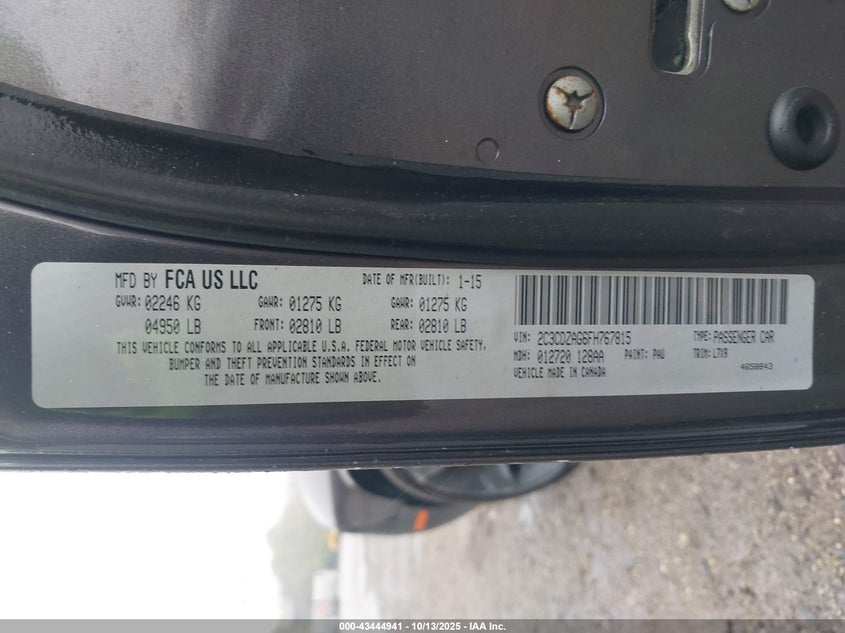 MFD BY FCA US LLC DATE OF MFR(BUILT): 1-15
GVWR: 02246 KG GAWR: 01275 KG GAWR: 01275 KG
04950 LB FRONT: 02810 LB REAR: 02810 LB
THIS VEHICLE CONFORMS TO ALL APPLICABLE U.S.A. FEDERAL MOTOR VEHICLE SAFETY.
BUMPER AND THEFT PREVENTION STANDARDS IN EFFECT ON
THE DATE OF MANUFACTURE SHOWN ABOVE.
VIN: 2C3CDZAG6FH767815 TYPE: PASSENGER CAR
MDH: 012720 128AA PAINT: PAU TRIM: L7X9
VEHICLE MADE IN CANADA 4658843
000-43444941 | 10/13/2025 | IAA Inc.